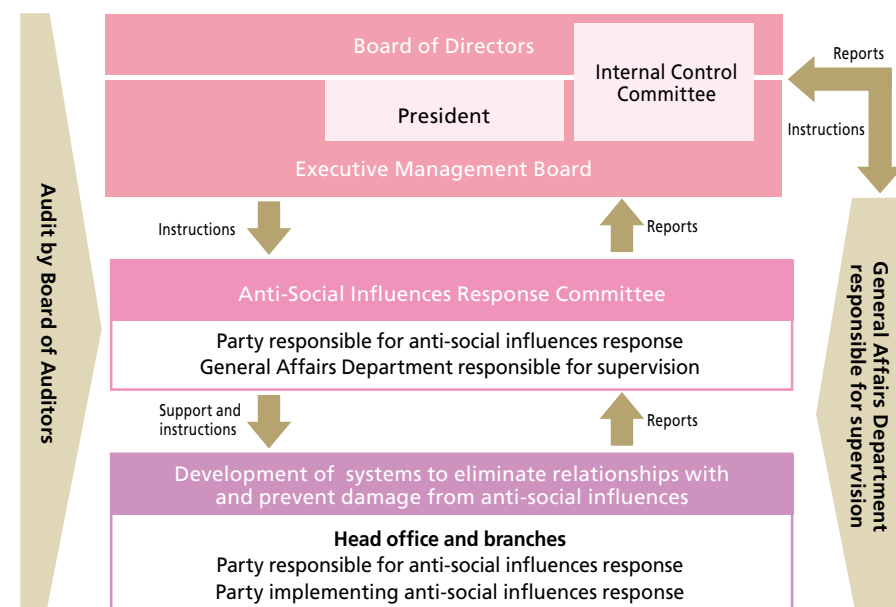 Board of Directors
Internal Control
Committee
President
Executive Management Board
Reports
Instructions
Instructions
Reports
Audit by Board of Auditors
General Affairs Department
responsible for supervision
Anti-Social Influences Response Committee
Party responsible for anti-social influences response
General Affairs Department responsible for supervision
Support and
instructions
Reports
Development of systems to eliminate relationships with
and prevent damage from anti-social influences
Head office and branches
Party responsible for anti-social influences response
Party implementing anti-social influences response